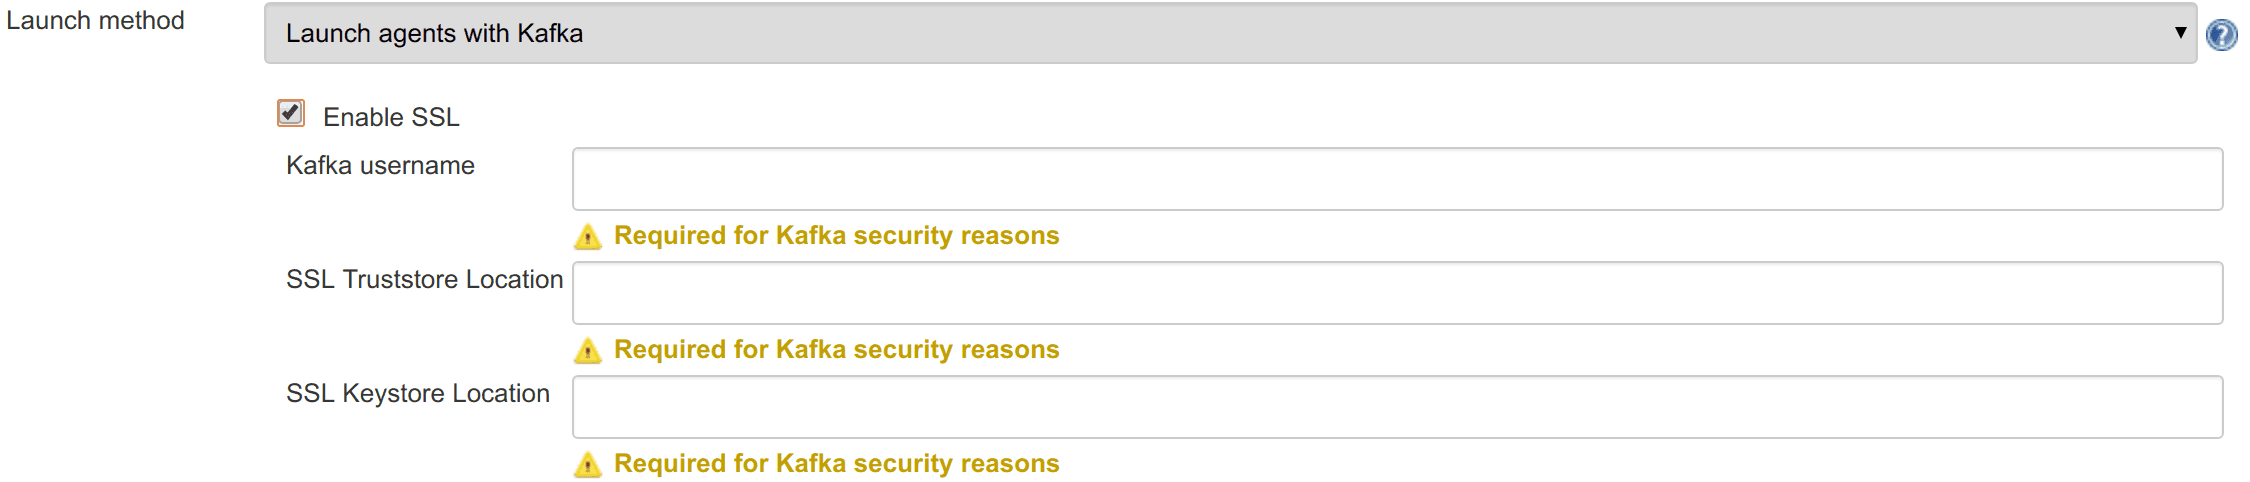 Launch method
Launch agents with Kafka
Enable SSL
Kafka username
Required for Kafka security reasons
SSL Truststore Location
Required for Kafka security reasons
SSL Keystore Location
Required for Kafka security reasons